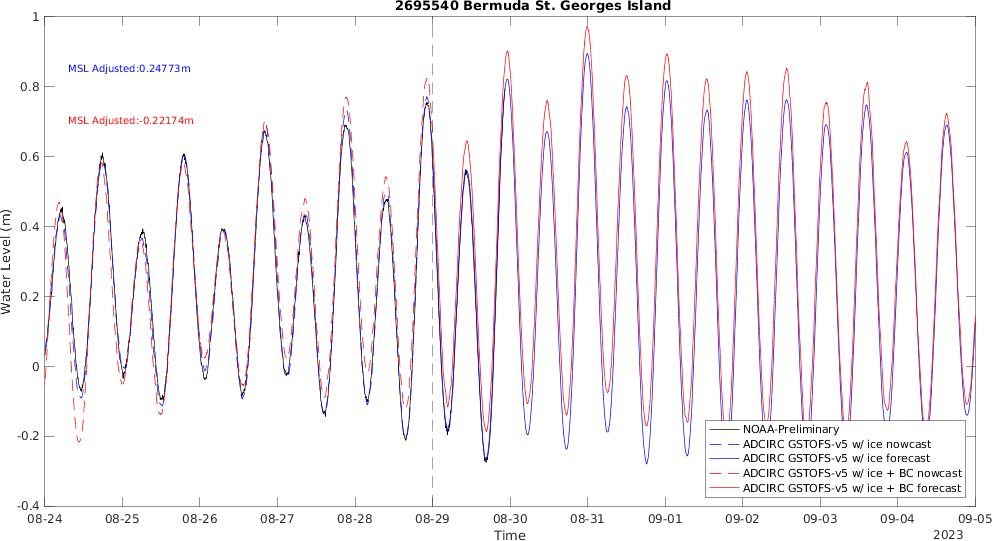 2695540 Bermuda St. Georges Island
MSL Adjusted:0.24773m
MSL Adjusted:-0.22174m
Water Level (m)
1
0.8
0.6
0.4
0.2
0
-0.2
-0.4
NOAA-Preliminary
ADCIRC GSTOFS-v5 w/ ice nowcast
ADCIRC GSTOFS-v5 w/ ice forecast
ADCIRC GSTOFS-v5 w/ ice + BC nowcast
ADCIRC GSTOFS-v5 w/ ice + BC forecast
08-24 08-25 08-26 08-27 08-28 08-29 08-30 08-31 09-01 09-02 09-03 09-04 09-05
Time
2023